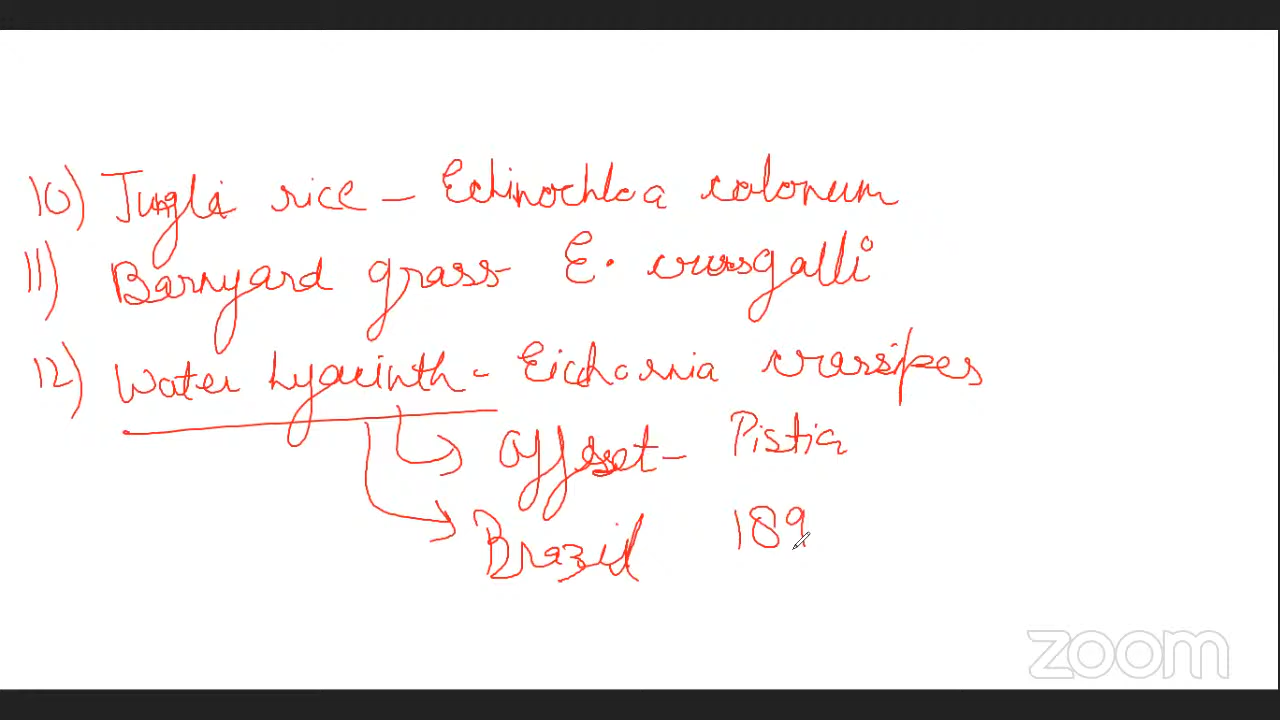 10) Jungli rice - Echinochloa colonum
11) Barnyard grass E. crusgalli
12) Water hyacinth - Eichornia crassipes
Offset - Pistia
Brazil 189
zoom